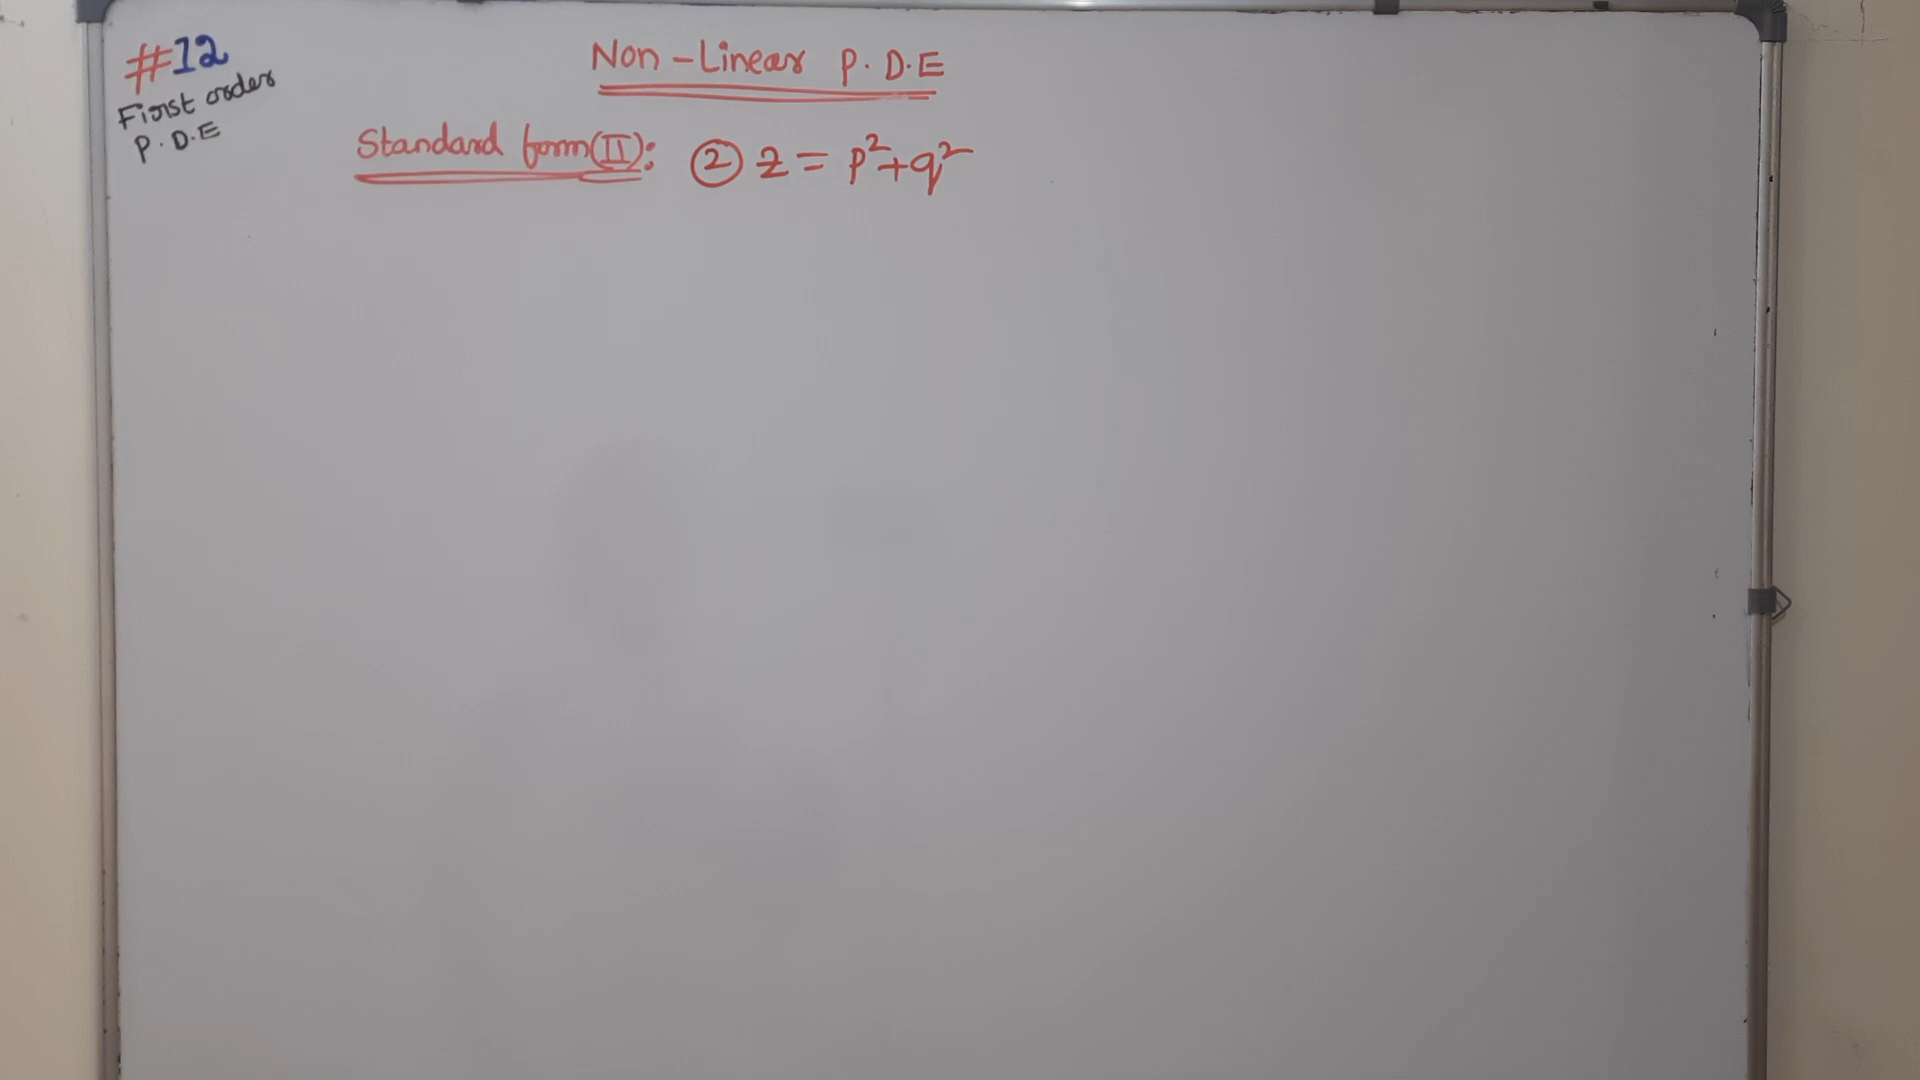 #12
First order
P.D.E
Non-Linear P.D.E
Standard form(II): ② z = p²+q²